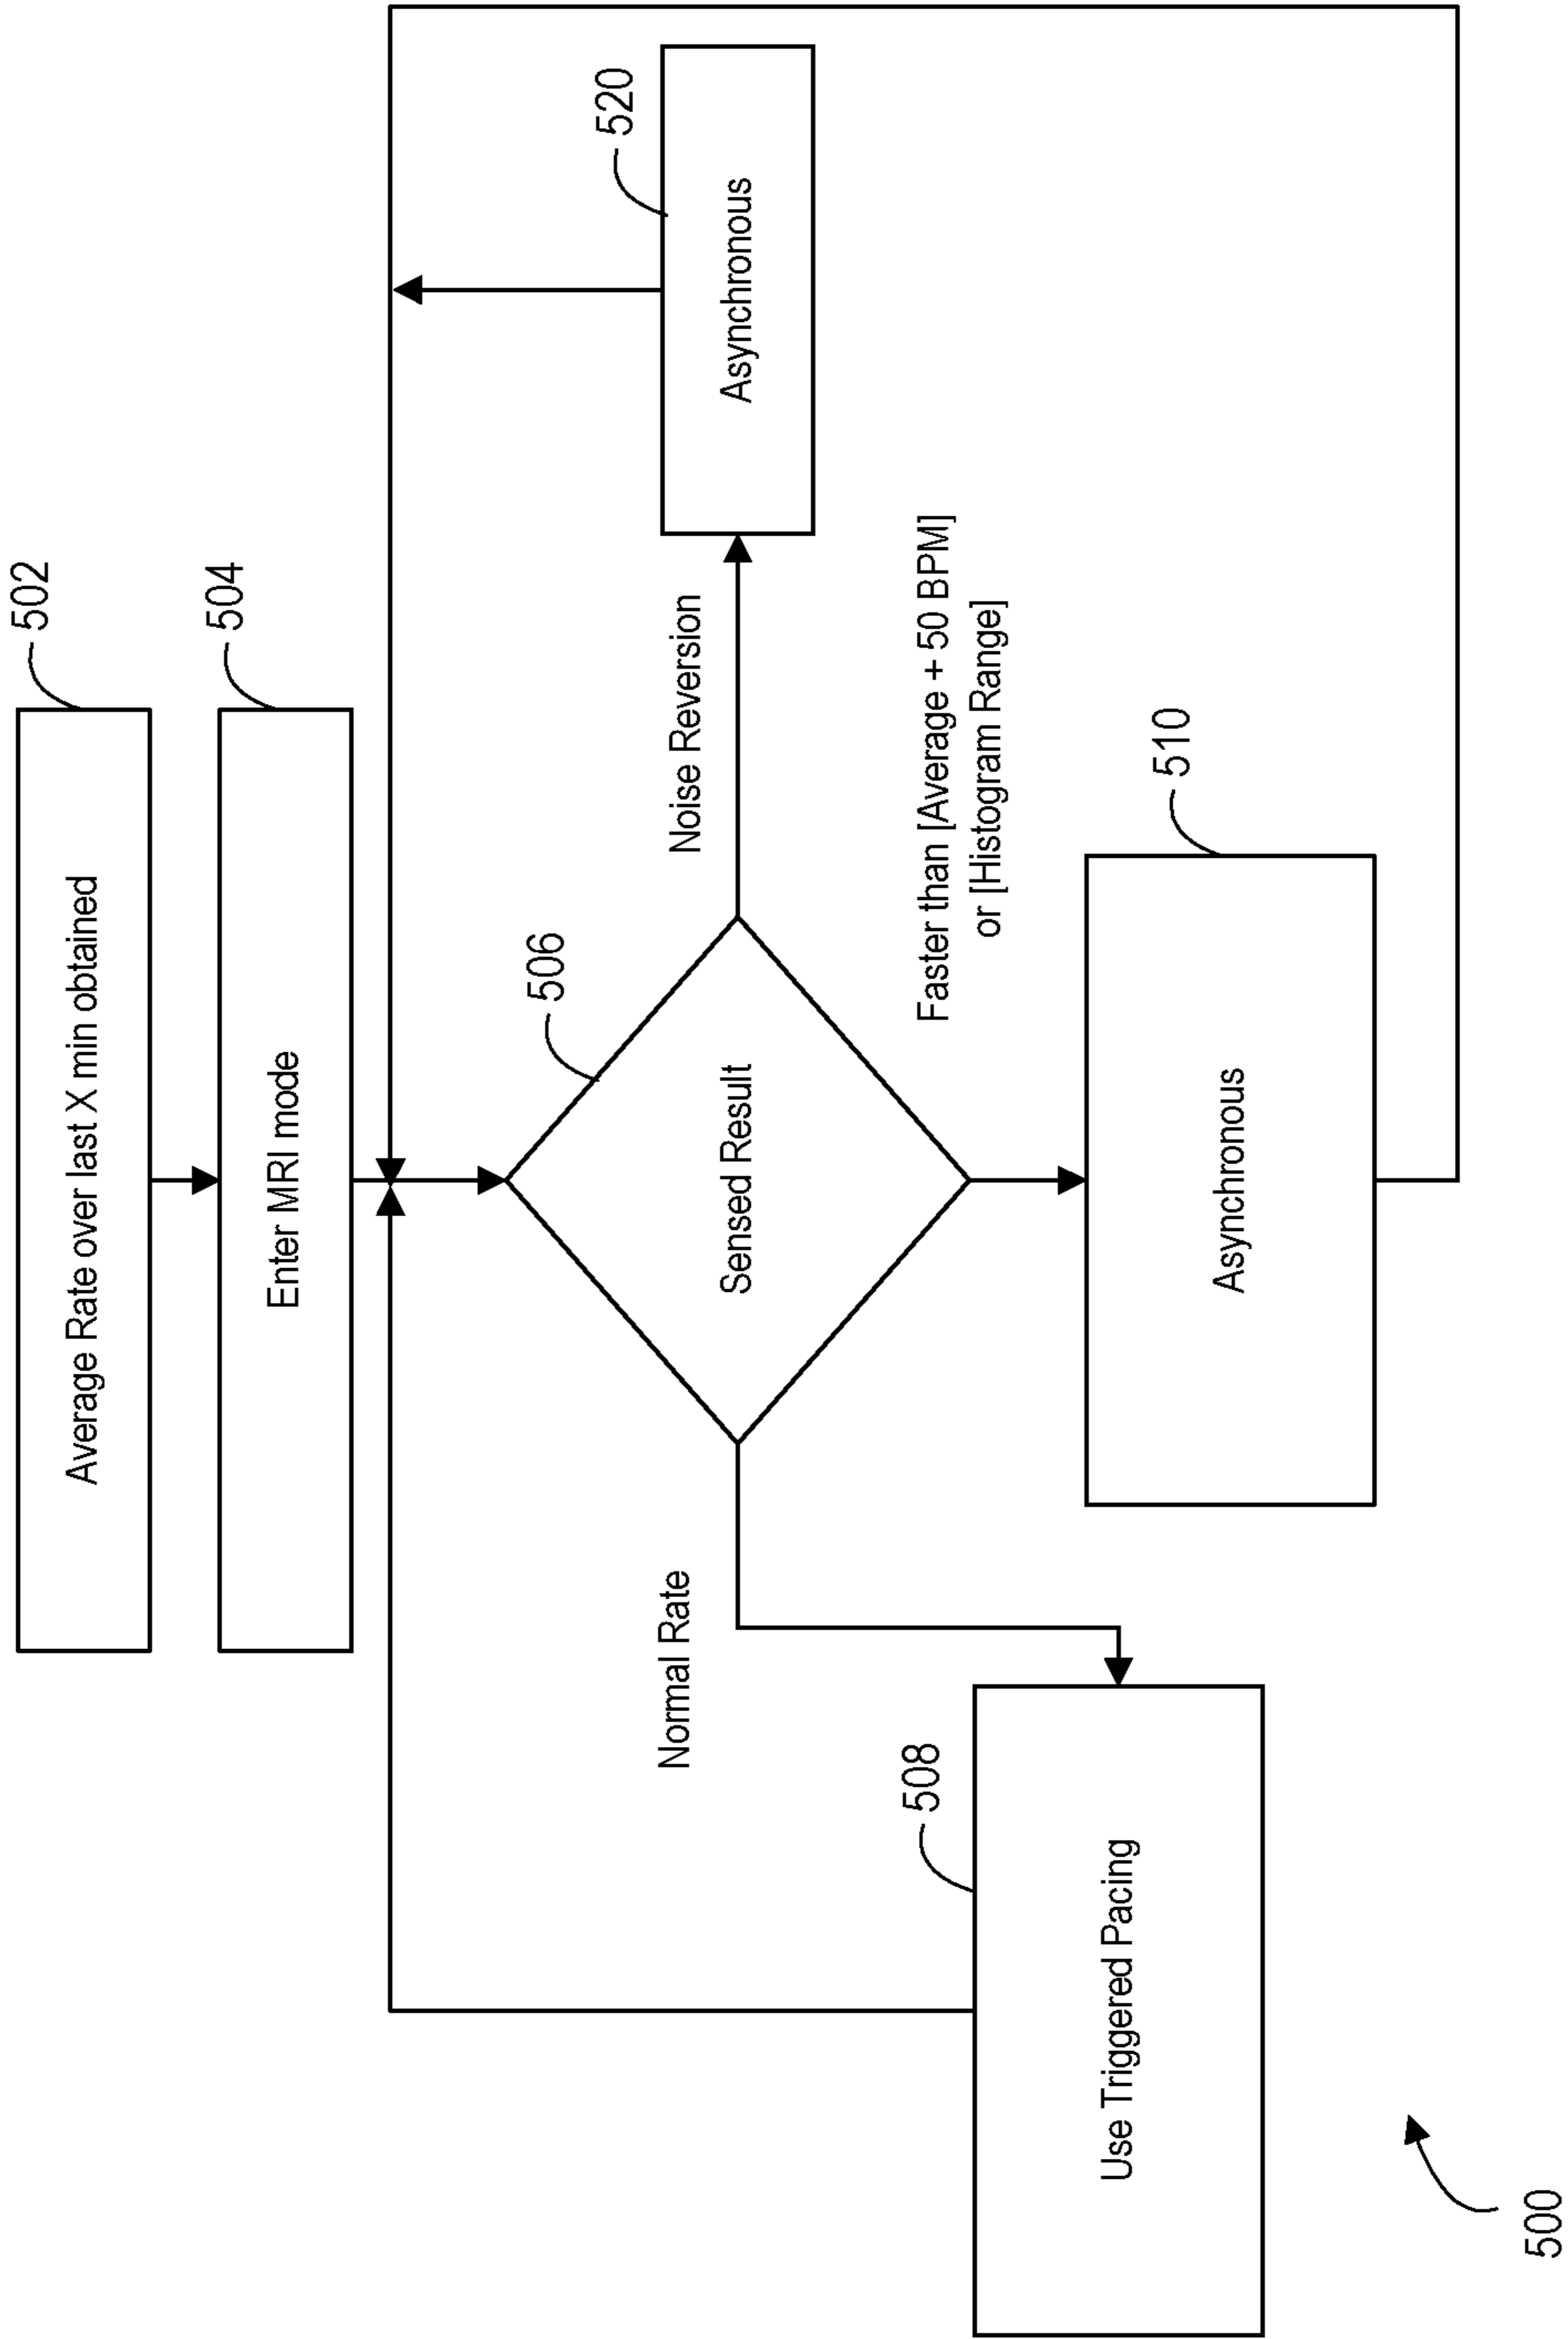 502
Average Rate over last X min obtained
504
Enter MRI mode
506
Sensed Result
Noise Reversion
520
Asynchronous
Normal Rate
Faster than [Average + 50 BPM]
or [Histogram Range]
508
Use Triggered Pacing
510
Asynchronous
500